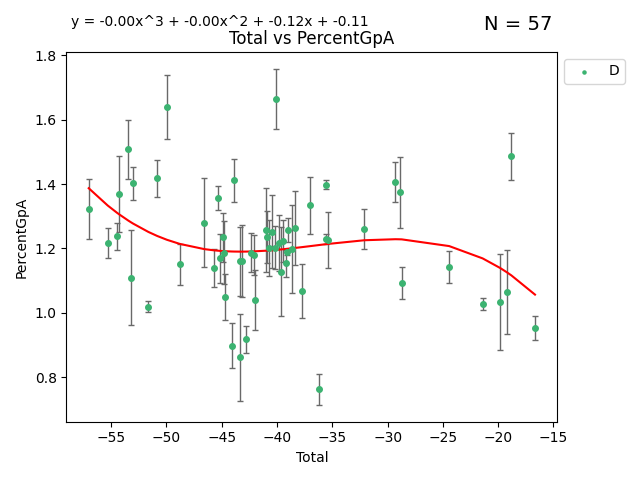 y = -0.00x^3 + -0.00x^2 + -0.12x + -0.11
N = 57
Total vs PercentGpA
D
PercentGpA
1.8
1.6
1.4
1.2
1.0
0.8
−55 −50 −45 −40 −35 −30 −25 −20 −15
Total